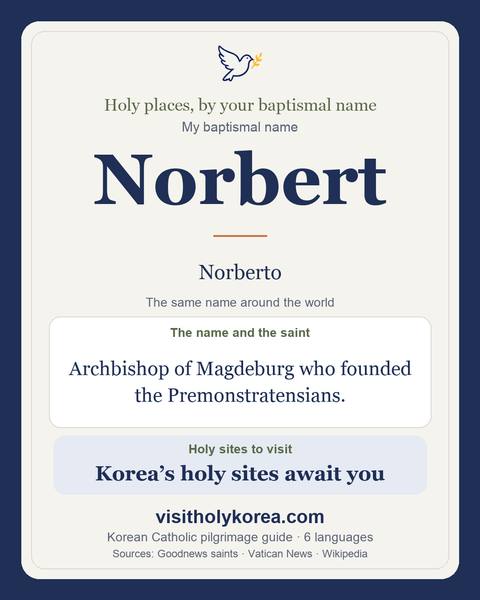 Holy places, by your baptismal name
My baptismal name
Norbert
Norberto
The same name around the world
The name and the saint
Archbishop of Magdeburg who founded
the Premonstratensians.
Holy sites to visit
Korea’s holy sites await you
visitholykorea.com
Korean Catholic pilgrimage guide · 6 languages
Sources: Goodnews saints · Vatican News · Wikipedia